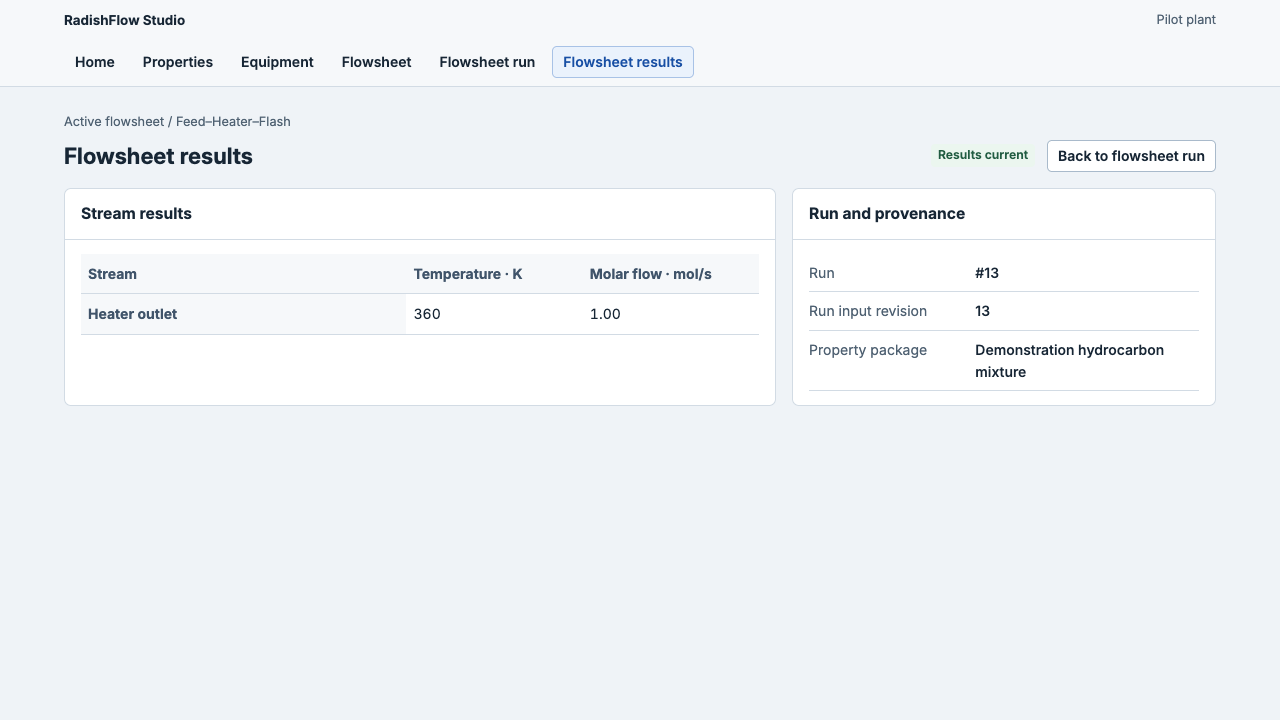 RadishFlow Studio
Pilot plant
Home Properties Equipment Flowsheet Flowsheet run Flowsheet results
Active flowsheet / Feed–Heater–Flash
Flowsheet results
Results current
Back to flowsheet run
Stream results
Stream Temperature · K Molar flow · mol/s
Heater outlet 360 1.00
Run and provenance
Run #13
Run input revision 13
Property package Demonstration hydrocarbon
mixture